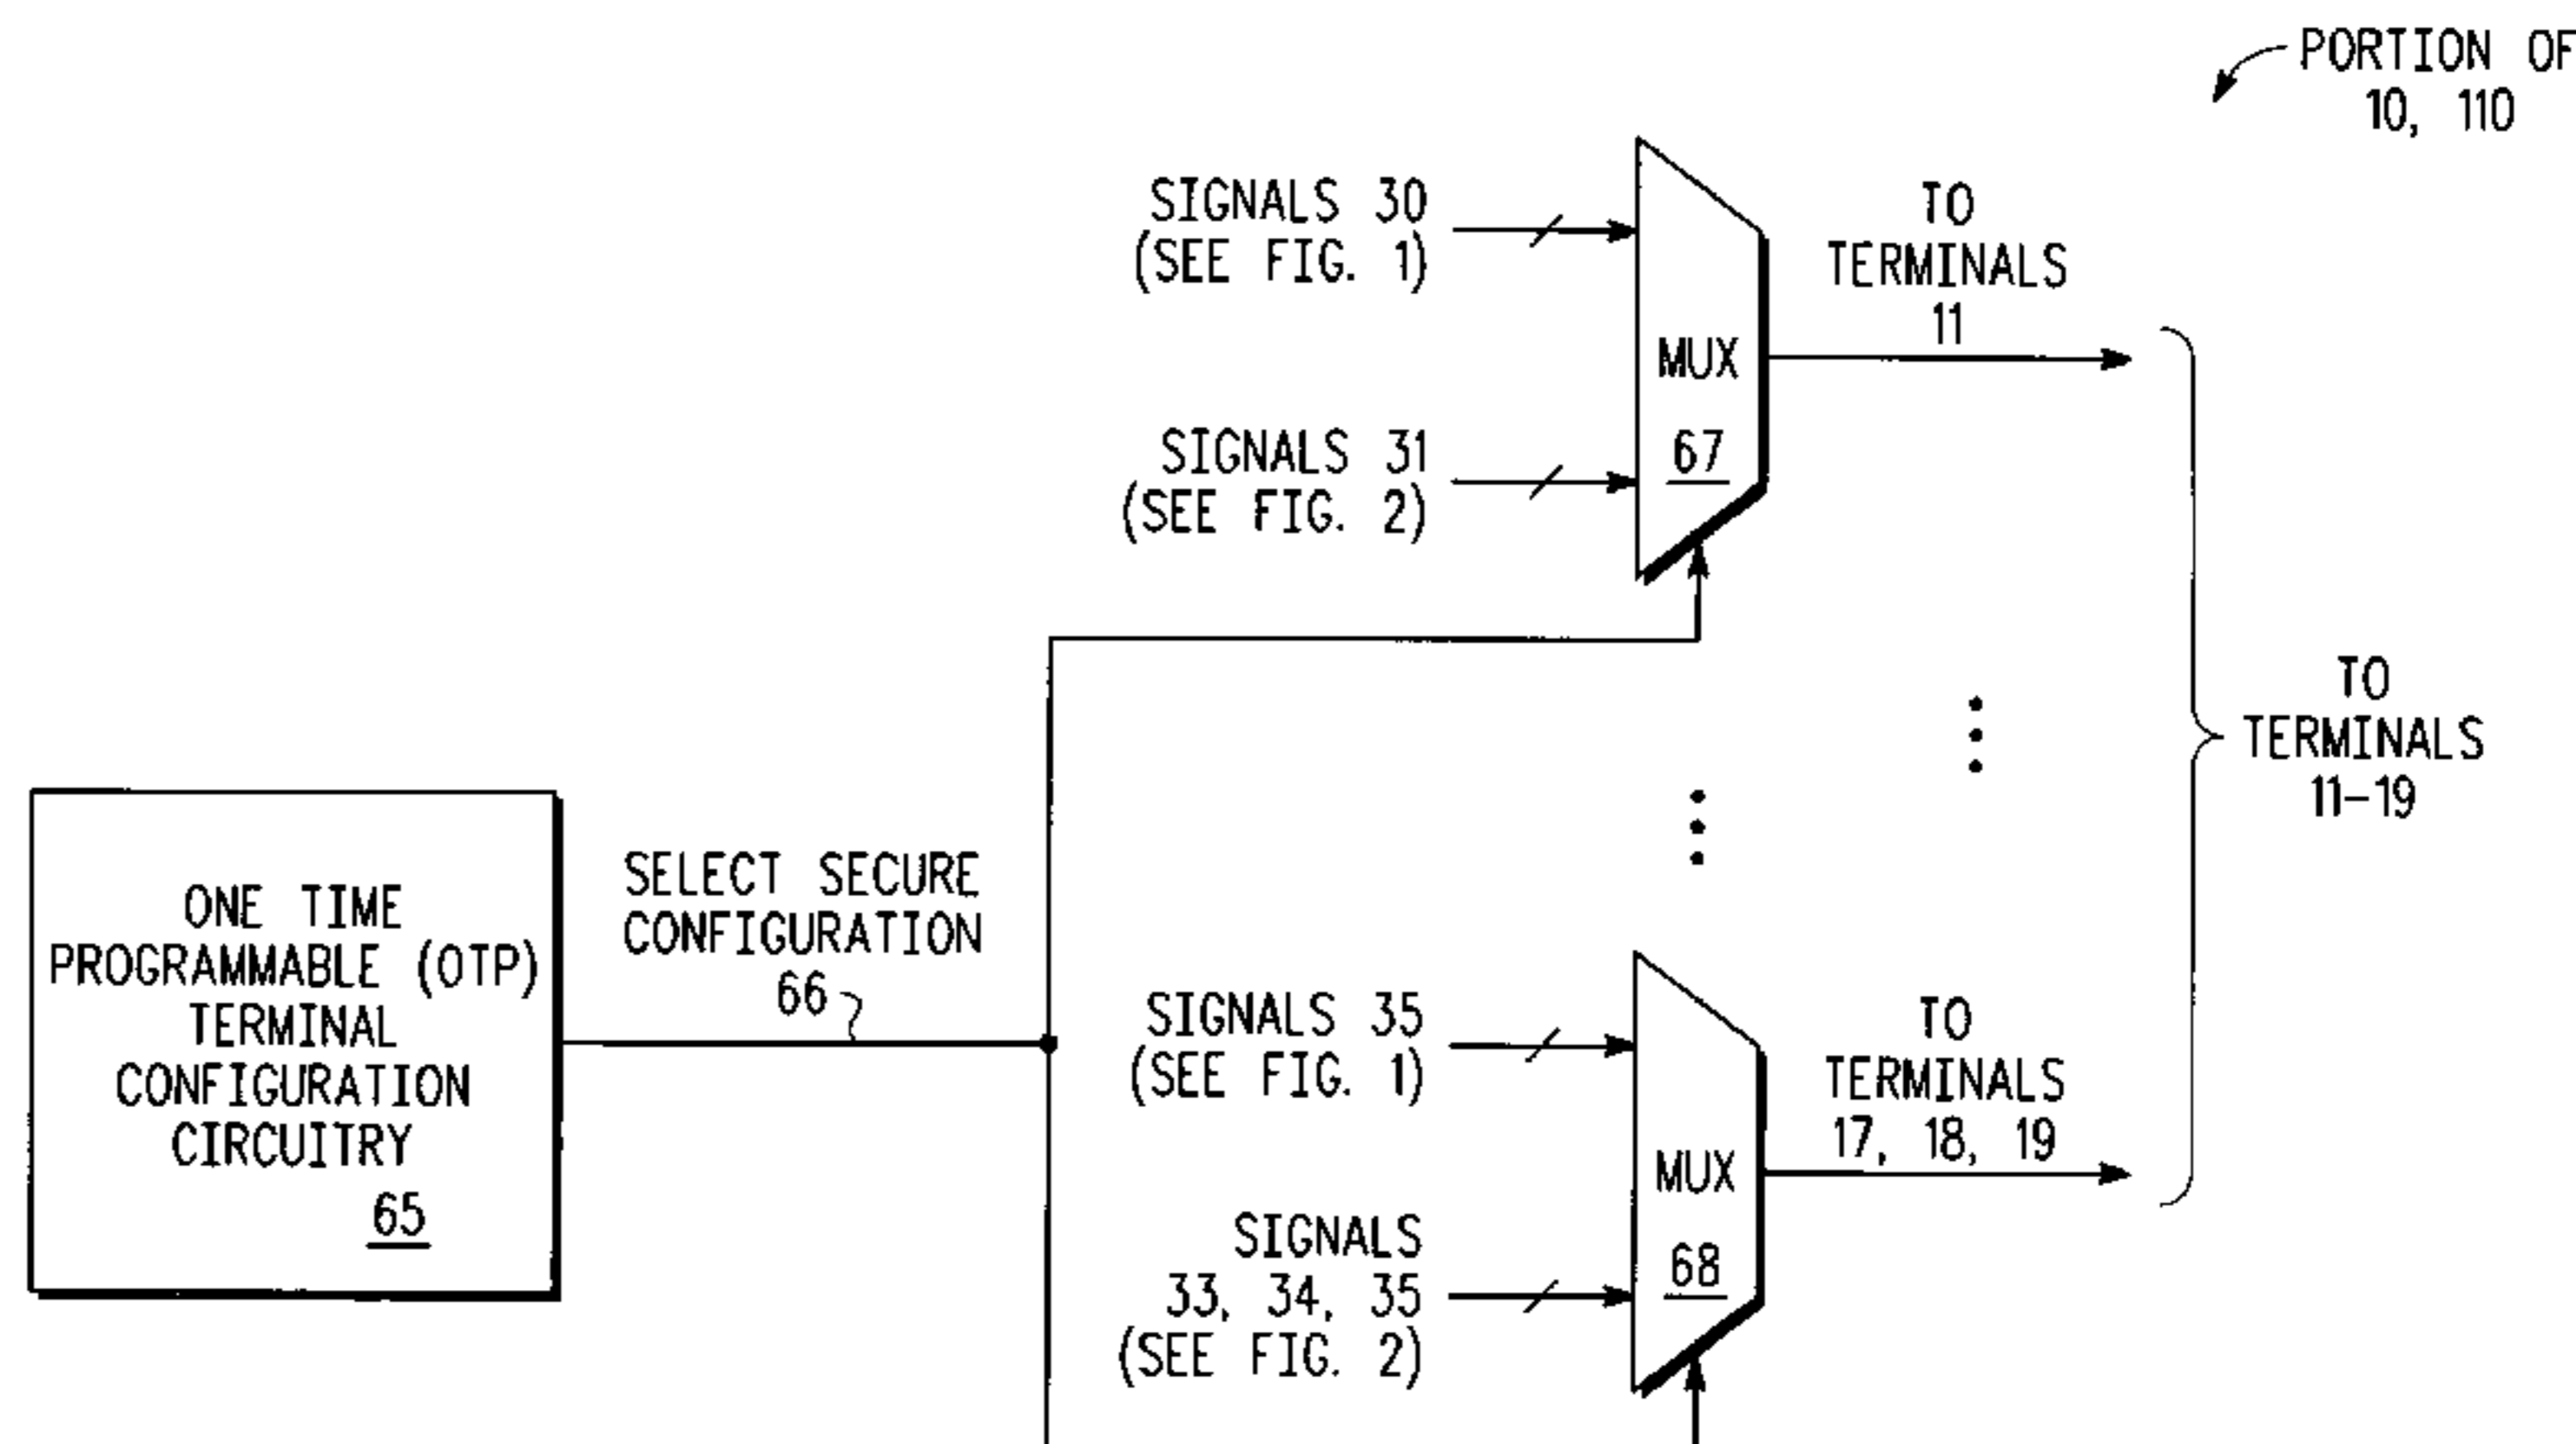 PORTION OF
10, 110
SIGNALS 30
(SEE FIG. 1)
TO
TERMINALS
11
MUX
67
SIGNALS 31
(SEE FIG. 2)
TO
TERMINALS
11-19
ONE TIME
PROGRAMMABLE (OTP)
TERMINAL
CONFIGURATION
CIRCUITRY
65
SELECT SECURE
CONFIGURATION
66
SIGNALS 35
(SEE FIG. 1)
TO
TERMINALS
17, 18, 19
MUX
68
SIGNALS
33, 34, 35
(SEE FIG. 2)